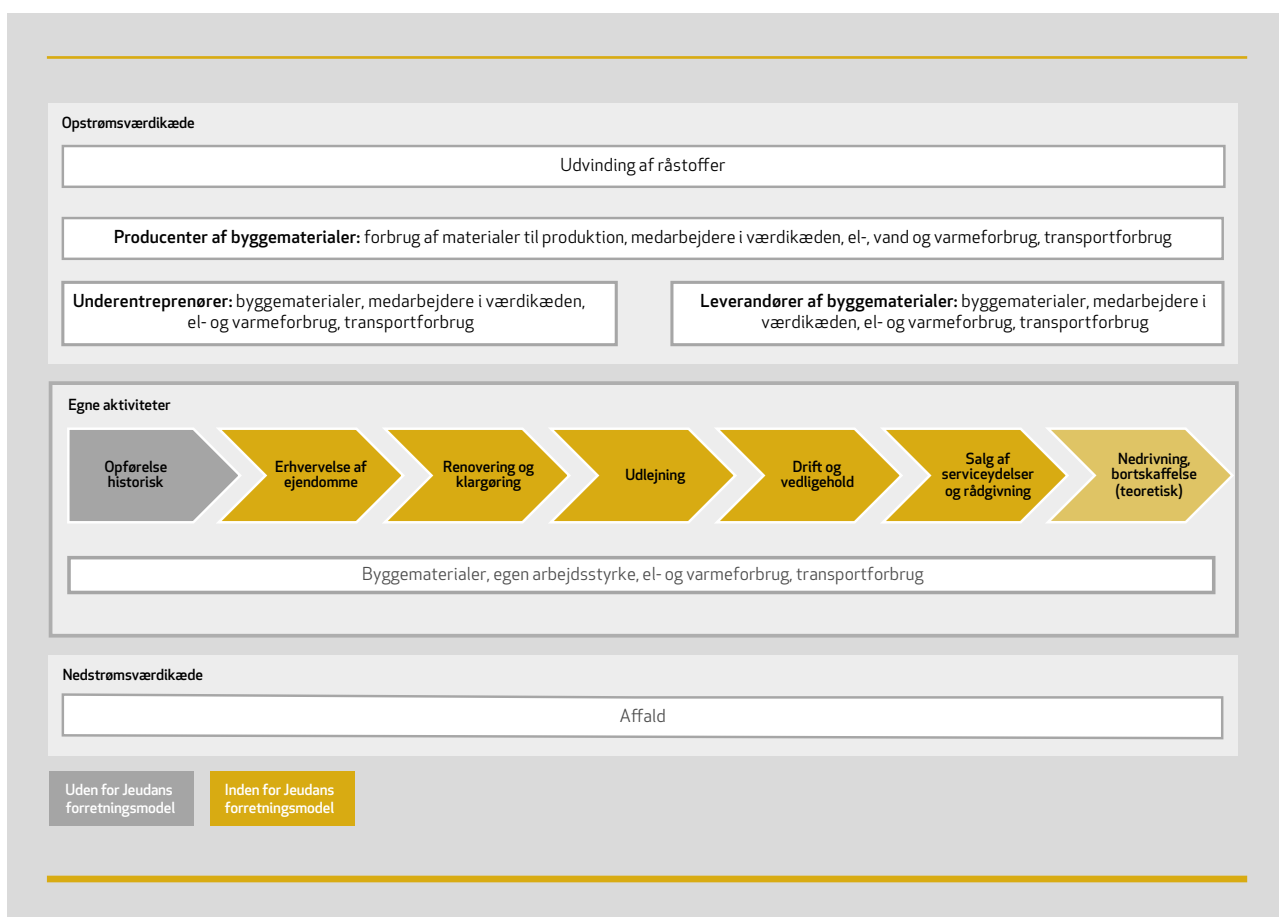 Opstrømsværdikæde
Udvinding af råstoffer
Producenter af byggematerialer: forbrug af materialer til produktion, medarbejdere i værdikæden, el-, vand og varmeforbrug, transportforbrug
Underentreprenører: byggematerialer, medarbejdere i værdikæden,
el- og varmeforbrug, transportforbrug
Leverandører af byggematerialer: byggematerialer, medarbejdere i
værdikæden, el- og varmeforbrug, transportforbrug
Egne aktiviteter
Opførelse
historisk
Erhvervelse af
ejendomme
Renovering og
klargøring
Udlejning
Drift og
vedligehold
Salg af
serviceydelser
og rådgivning
Nedrivning,
bortskaffelse
(teoretisk)
Byggematerialer, egen arbejdsstyrke, el- og varmeforbrug, transportforbrug
Nedstrømsværdikæde
Affald
Uden for Jeudans
forretningsmodel
Inden for Jeudans
forretningsmodel